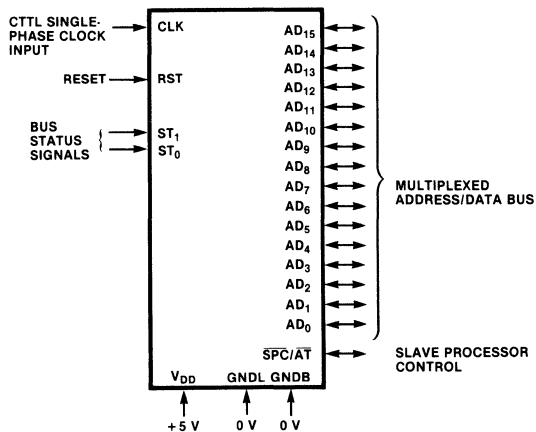 CTTL SINGLE-
PHASE CLOCK
INPUT
CLK
RESET
RST
BUS
STATUS
SIGNALS
ST1
ST0
AD15
AD14
AD13
AD12
AD11
AD10
AD9
AD8
AD7
AD6
AD5
AD4
AD3
AD2
AD1
AD0
MULTIPLEXED
ADDRESS/DATA BUS
SPC/AT
SLAVE PROCESSOR
CONTROL
VDD
GNDL GNDB
+5 V
0 V
0 V